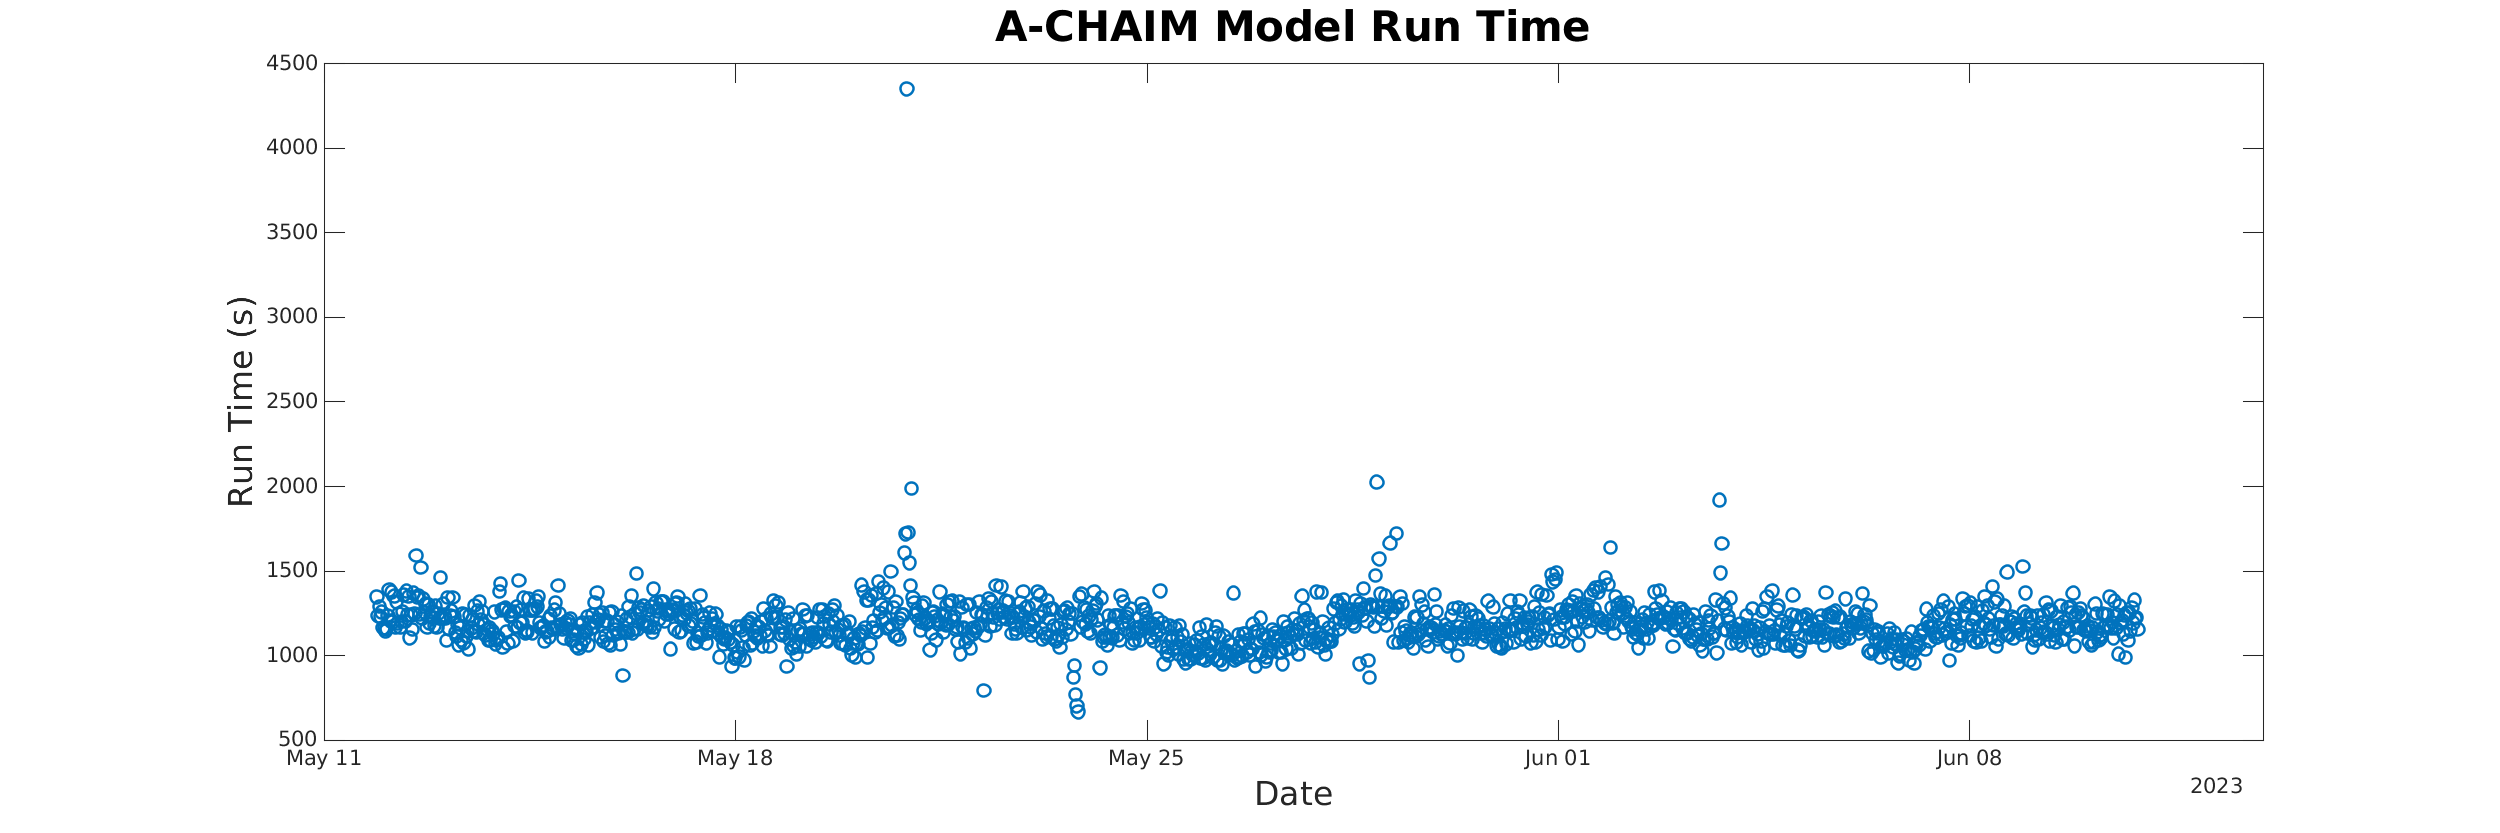 A-CHAIM Model Run Time
4500
4000
3500
3000
2500
2000
1500
1000
500
Run Time (s)
May 11 May 18 May 25 Jun 01 Jun 08
Date
2023